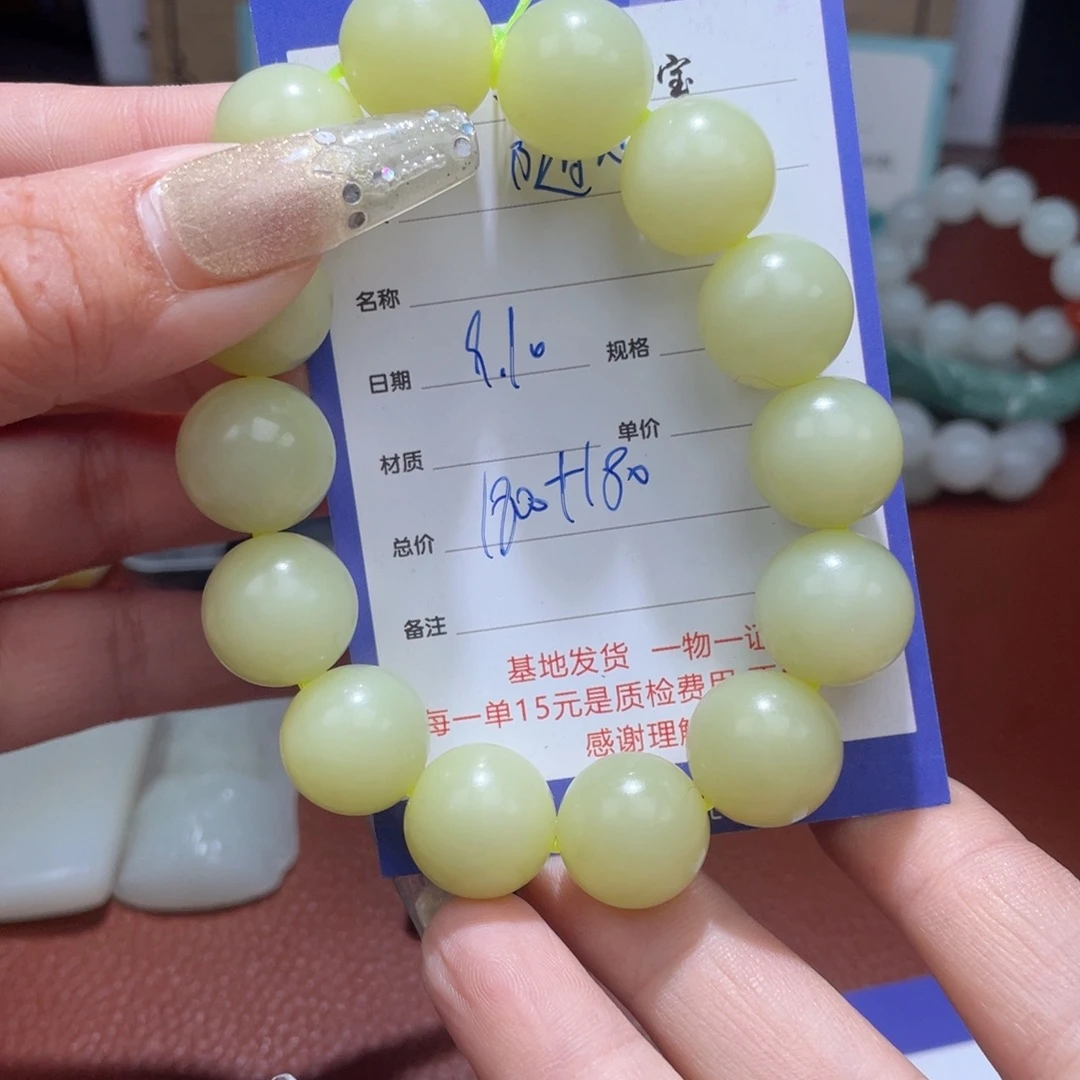 宝
名称
日期 8.10 规格
材质 单价
总价 1800+180
备注
基地发货 一物一证
每一单15元是质检费用
感谢理解